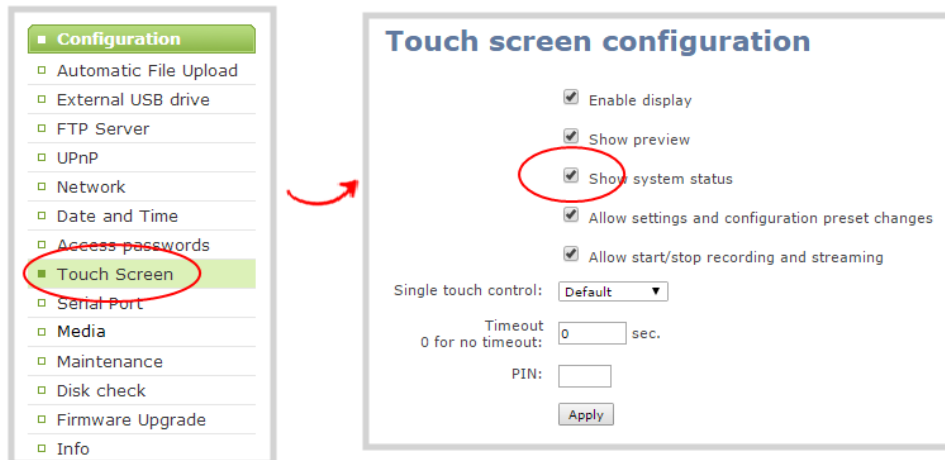 Configuration
Automatic File Upload
External USB drive
FTP Server
UPnP
Network
Date and Time
Access passwords
Touch Screen
Serial Port
Media
Maintenance
Disk check
Firmware Upgrade
Info
Touch screen configuration
Enable display
Show preview
Show system status
Allow settings and configuration preset changes
Allow start/stop recording and streaming
Single touch control: Default
Timeout
0 for no timeout: 0 sec.
PIN:
Apply